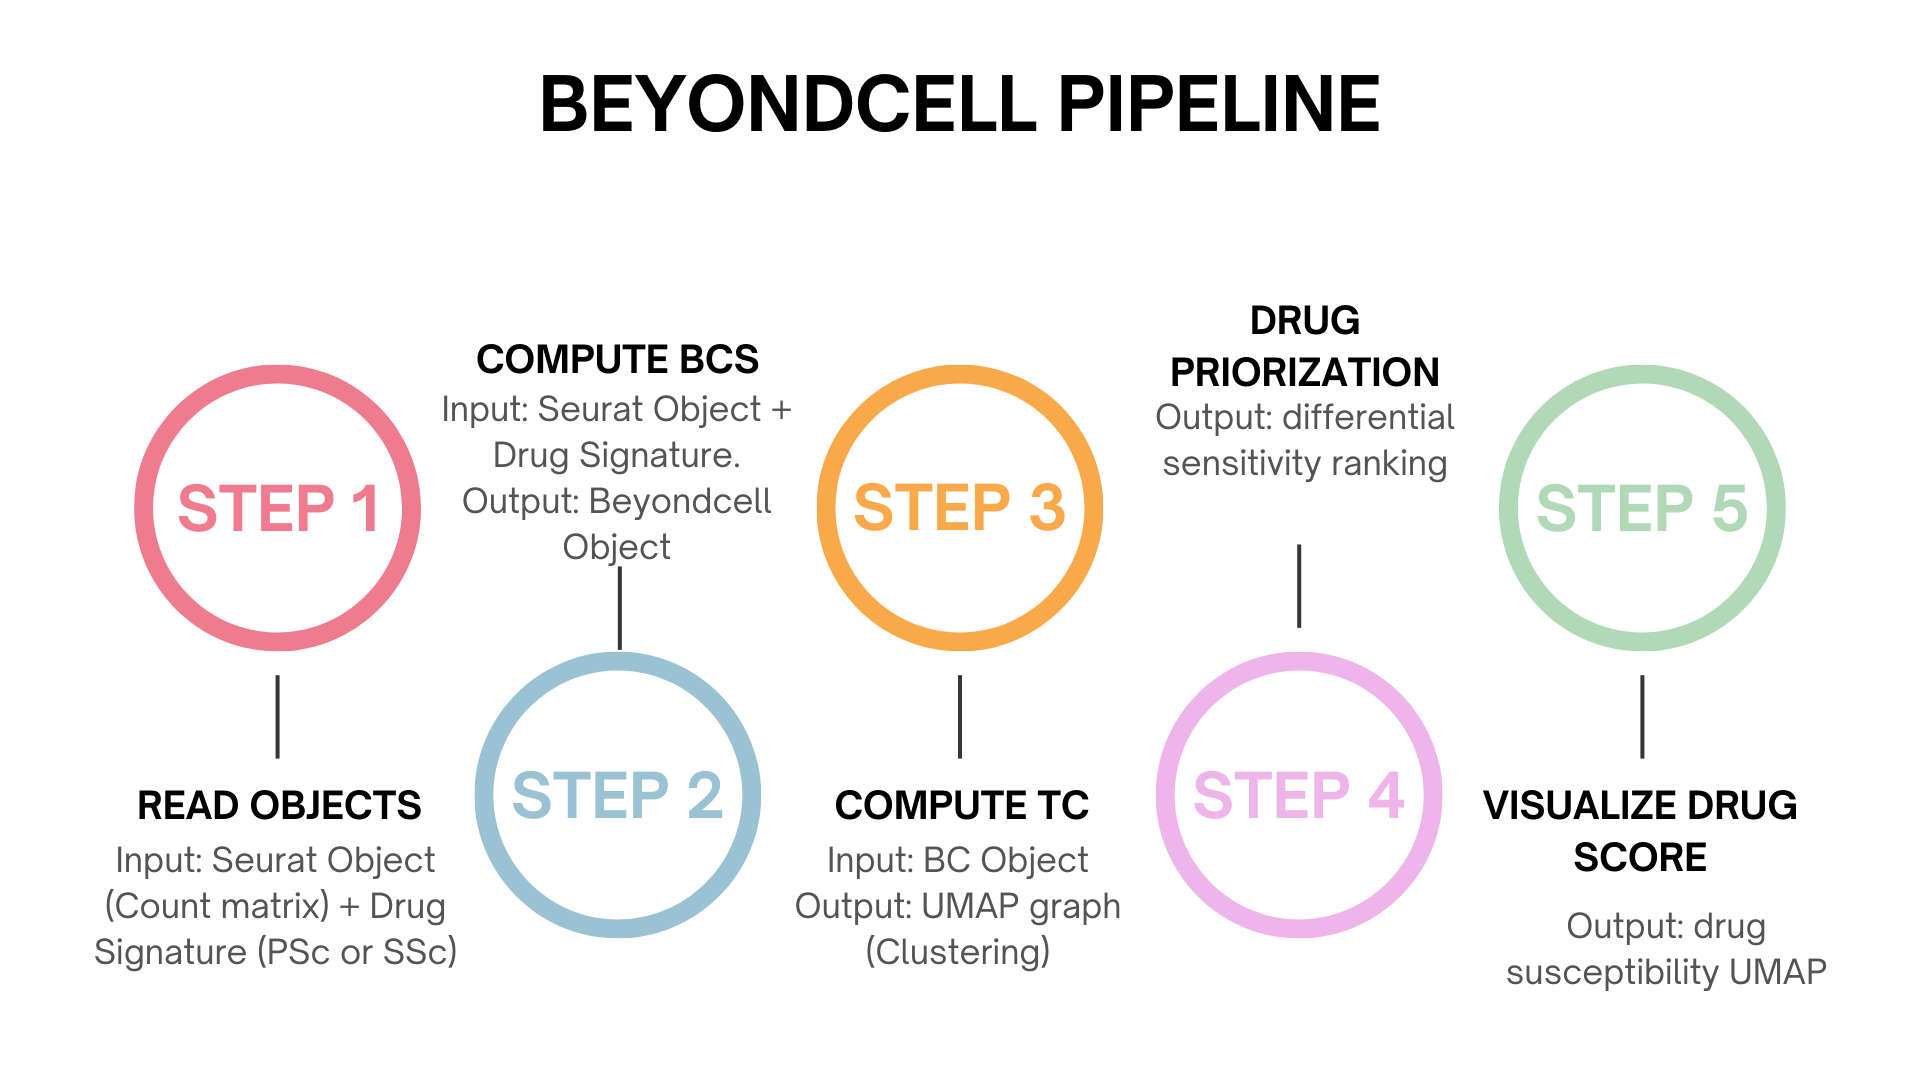 BEYONDCELL PIPELINE
STEP 1
READ OBJECTS
Input: Seurat Object
(Count matrix) + Drug
Signature (PSc or SSc)
COMPUTE BCS
Input: Seurat Object +
Drug Signature.
Output: Beyondcell
Object
STEP 2
STEP 3
COMPUTE TC
Input: BC Object
Output: UMAP graph
(Clustering)
DRUG
PRIORIZATION
Output: differential
sensitivity ranking
STEP 4
STEP 5
VISUALIZE DRUG
SCORE
Output: drug
susceptibility UMAP